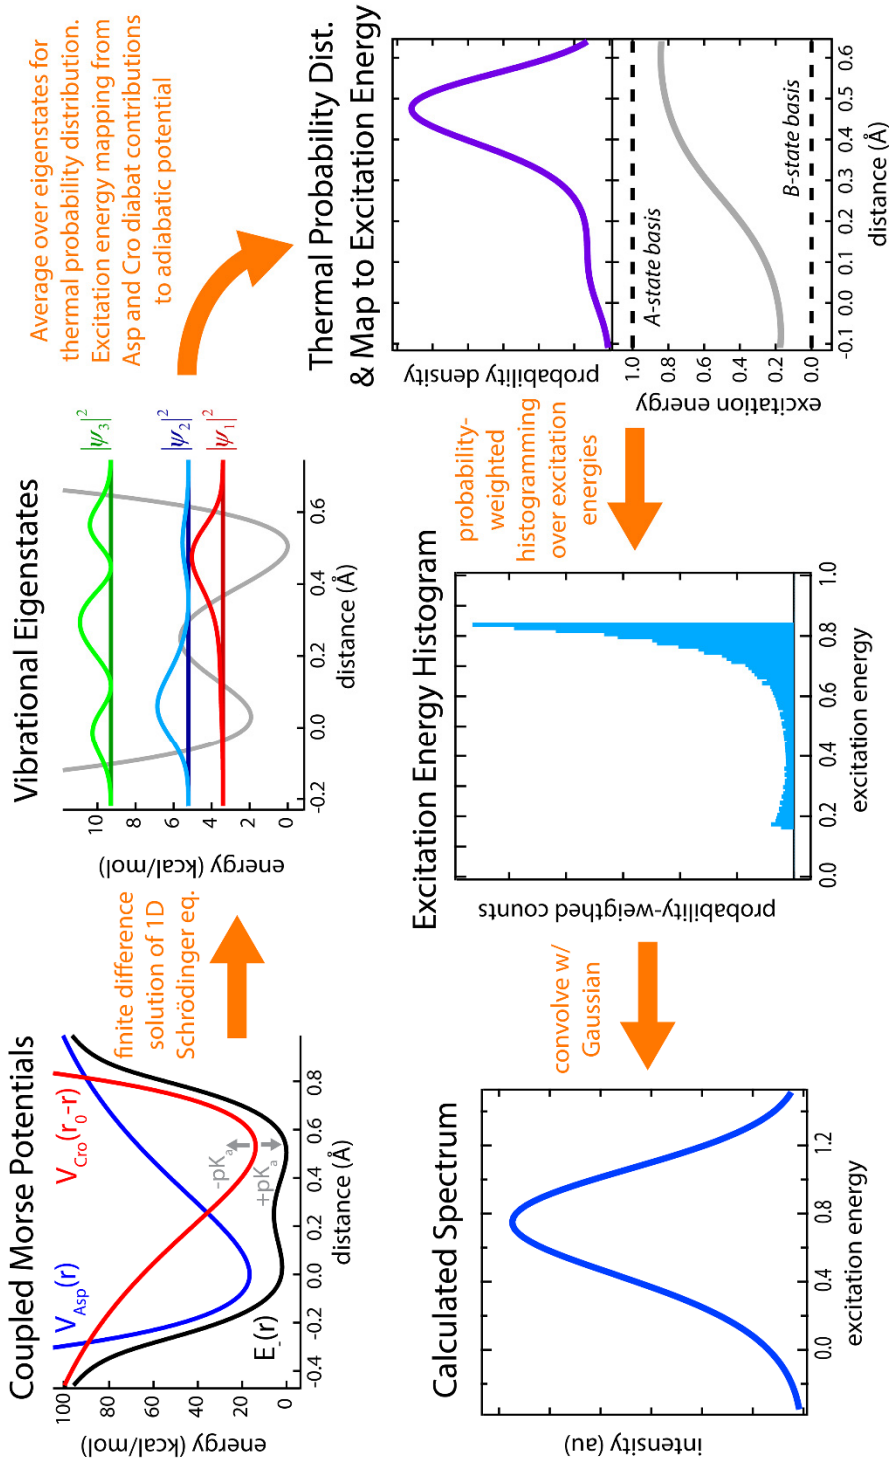 Coupled Morse Potentials
energy (kcal/mol)
100
80
60
40
20
0
-0.4
-0.2
0.0
0.2
0.4
0.6
0.8
distance (Å)
V_Asp(r)
V_Cro(r_0-r)
E_-(r)
-pK_a
+pK_a
finite difference
solution of 1D
Schrödinger eq.
Vibrational Eigenstates
energy (kcal/mol)
10
8
6
4
2
0
-0.2
0.0
0.2
0.4
0.6
distance (Å)
|ψ_3|^2
|ψ_2|^2
|ψ_1|^2
Average over eigenstates for
thermal probability distribution.
Excitation energy mapping from
Asp and Cro diabat contributions
to adiabatic potential
Thermal Probability Dist.
& Map to Excitation Energy
probability density
excitation energy
1.0
0.8
0.6
0.4
0.2
0.0
A-state basis
B-state basis
-0.1
0.0
0.1
0.2
0.3
0.4
0.5
0.6
distance (Å)
probability-
weighted
histogramming
over excitation
energies
Excitation Energy Histogram
probability-weigthed counts
0.0
0.2
0.4
0.6
0.8
1.0
excitation energy
convolve w/
Gaussian
Calculated Spectrum
intensity (au)
0.0
0.4
0.8
1.2
excitation energy